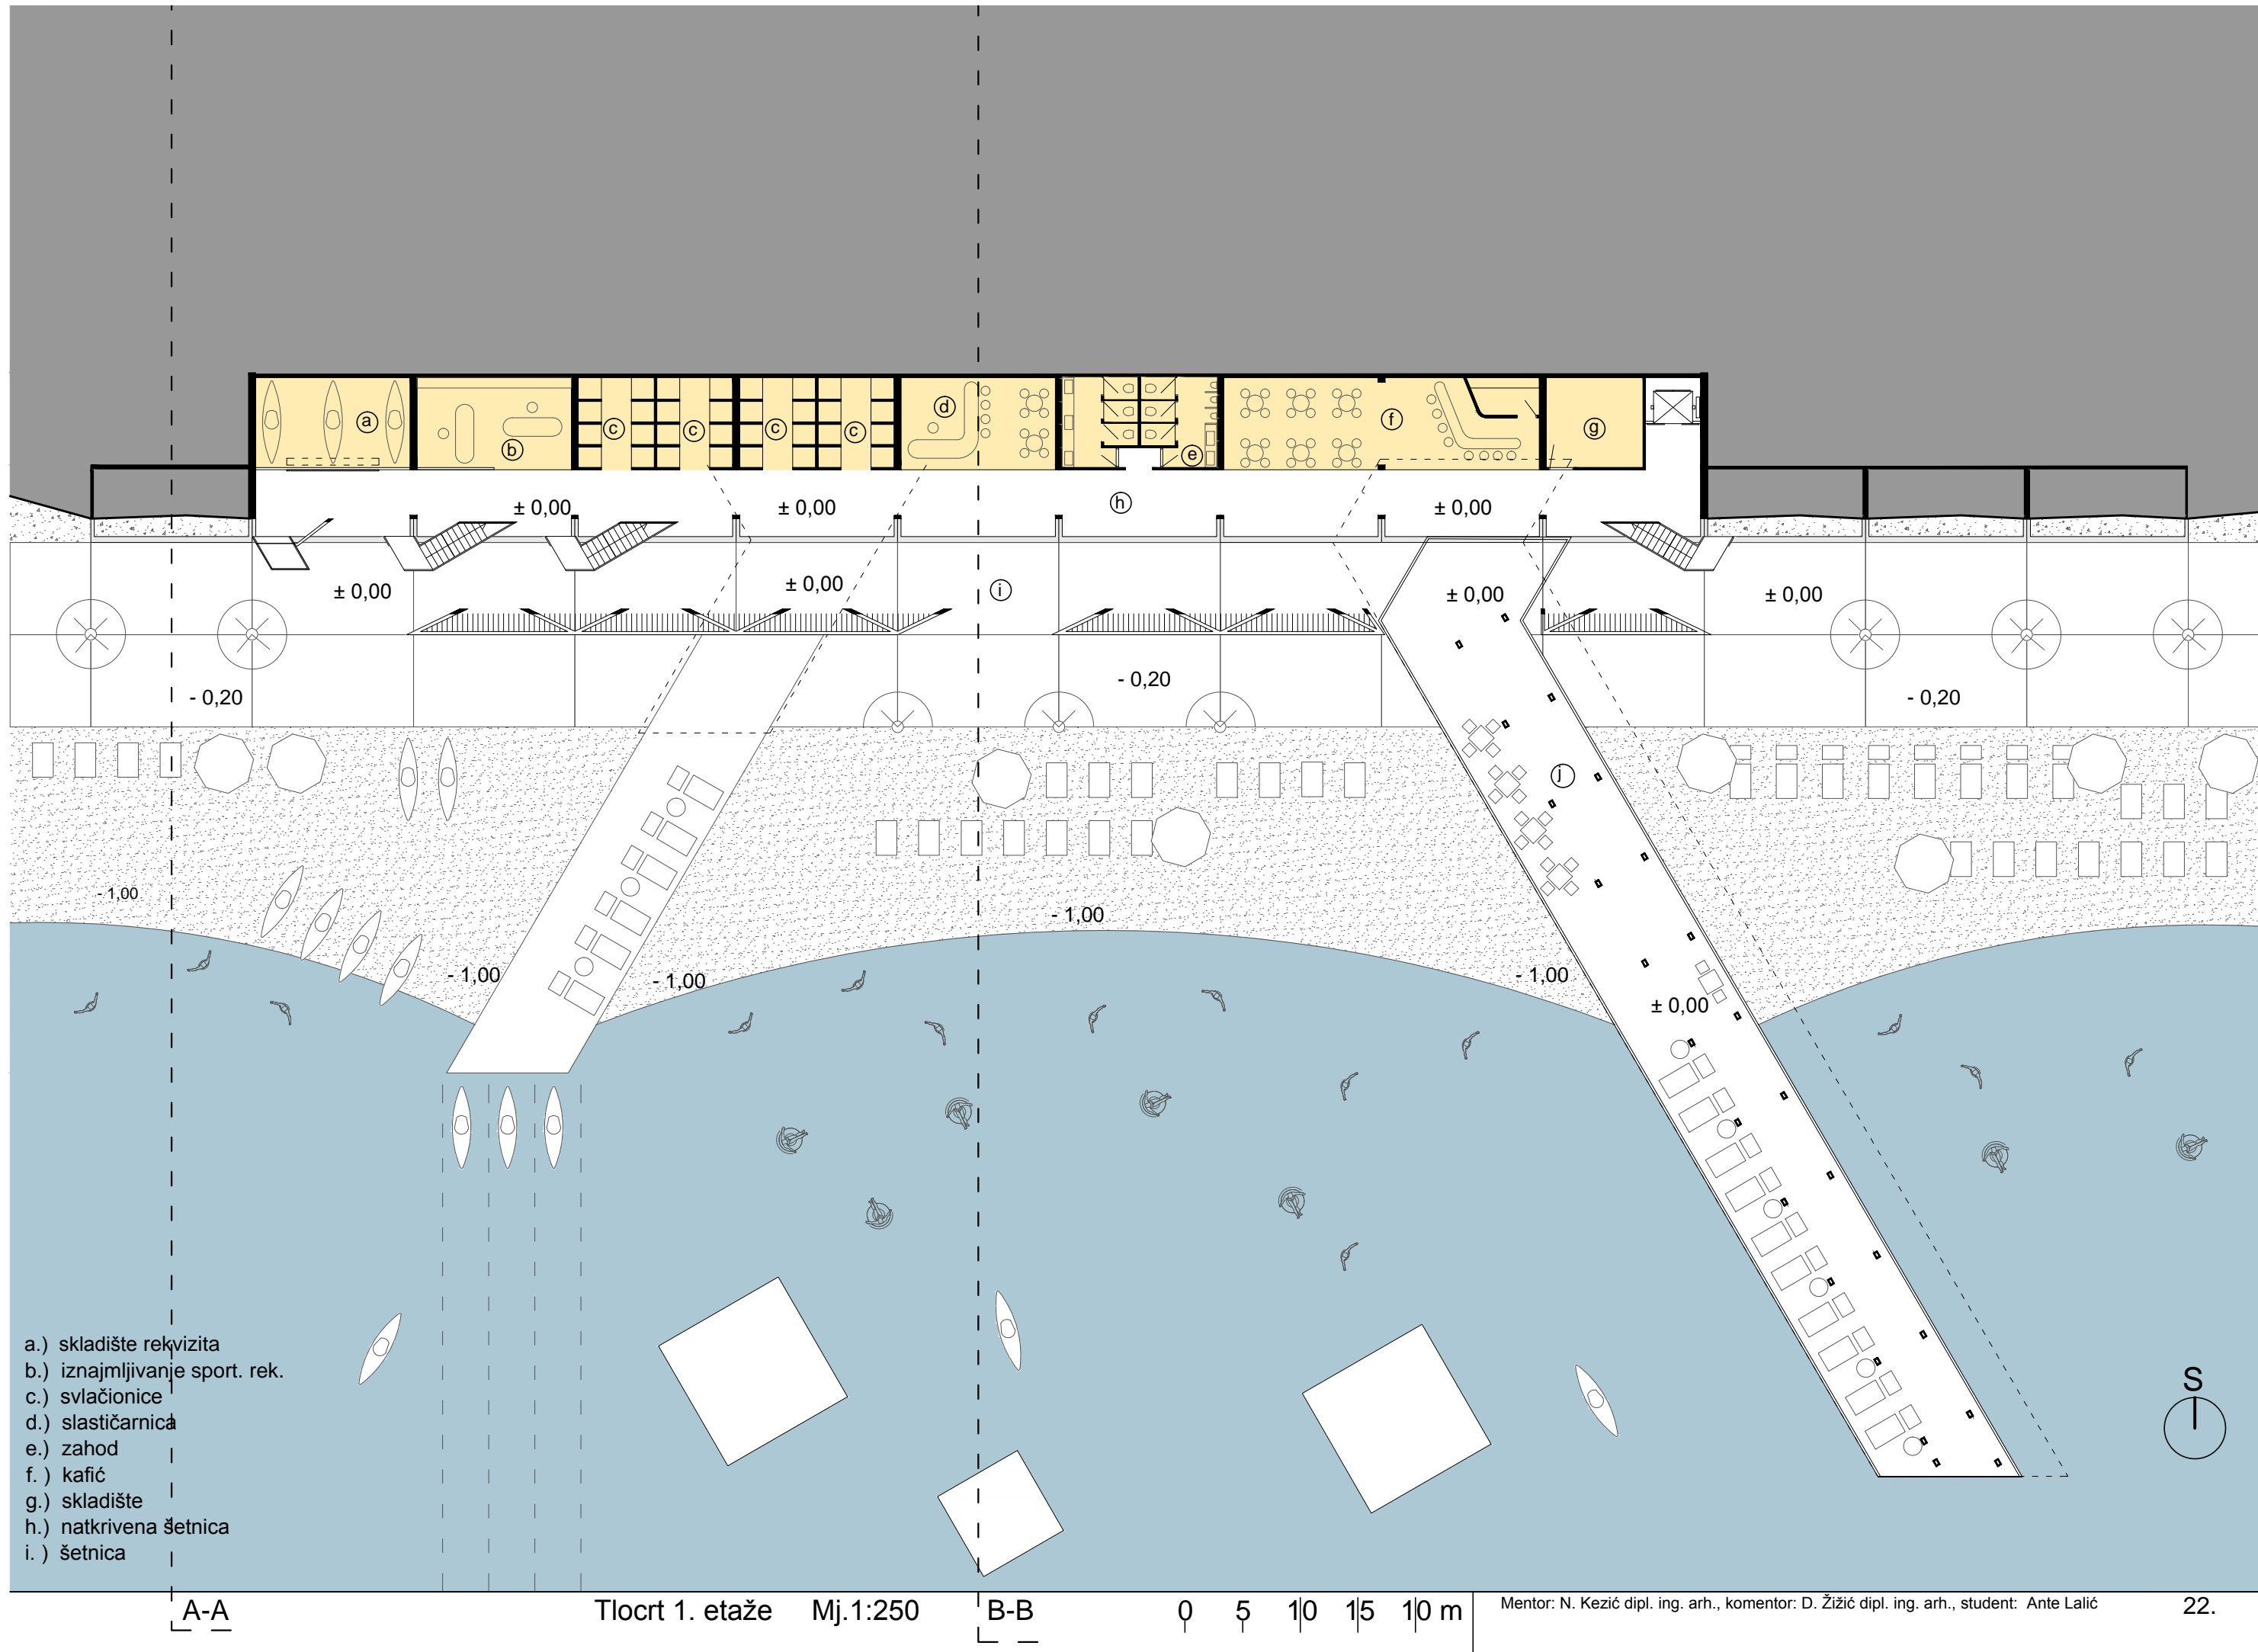 a
b
c
c
c
c
d
e
f
g
h
± 0,00
± 0,00
± 0,00
± 0,00
± 0,00
i
± 0,00
± 0,00
- 0,20
- 0,20
- 0,20
j
- 1,00
- 1,00
- 1,00
- 1,00
- 1,00
± 0,00
a.) skladište rekvizita
b.) iznajmljivanje sport. rek.
c.) svlačionice
d.) slastičarnica
e.) zahod
f. ) kafić
g.) skladište
h.) natkrivena šetnica
i. ) šetnica
S
A-A
Tlocrt 1. etaže Mj.1:250
B-B
0 5 10 15 10 m
Mentor: N. Kezić dipl. ing. arh., komentor: D. Žižić dipl. ing. arh., student: Ante Lalić
22.